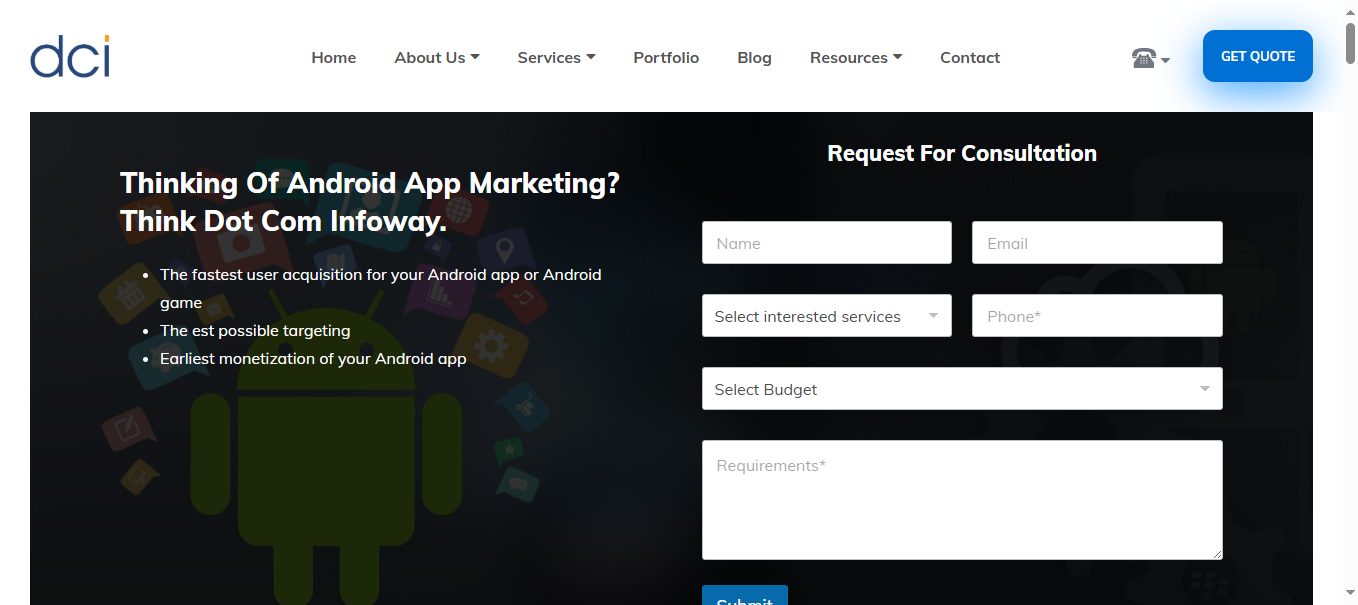 dci
Home About Us Services Portfolio Blog Resources Contact
GET QUOTE
Thinking Of Android App Marketing?
Think Dot Com Infoway.
The fastest user acquisition for your Android app or Android
game
The est possible targeting
Earliest monetization of your Android app
Request For Consultation
Name Email
Select interested services Phone*
Select Budget
Requirements*
Submit